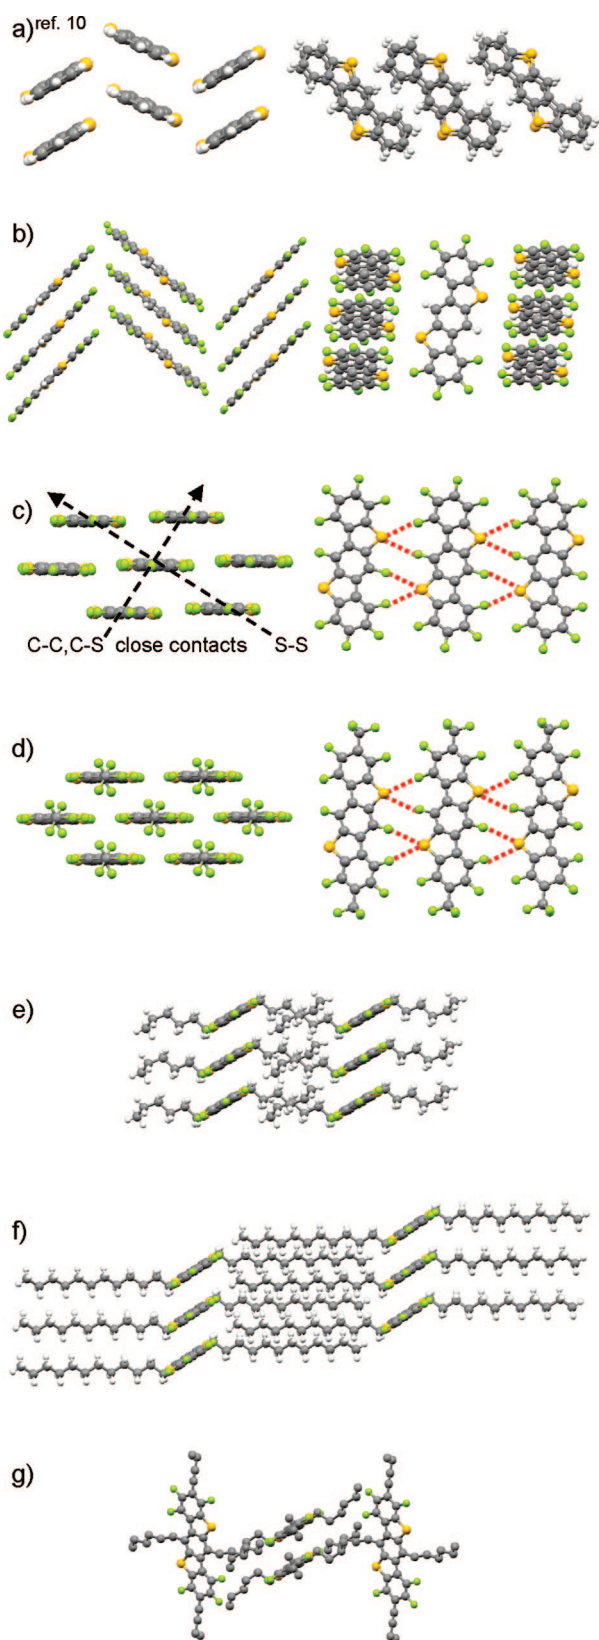 a) ref. 10
b)
c)
C-C,C-S close contacts S-S
d)
e)
f)
g)